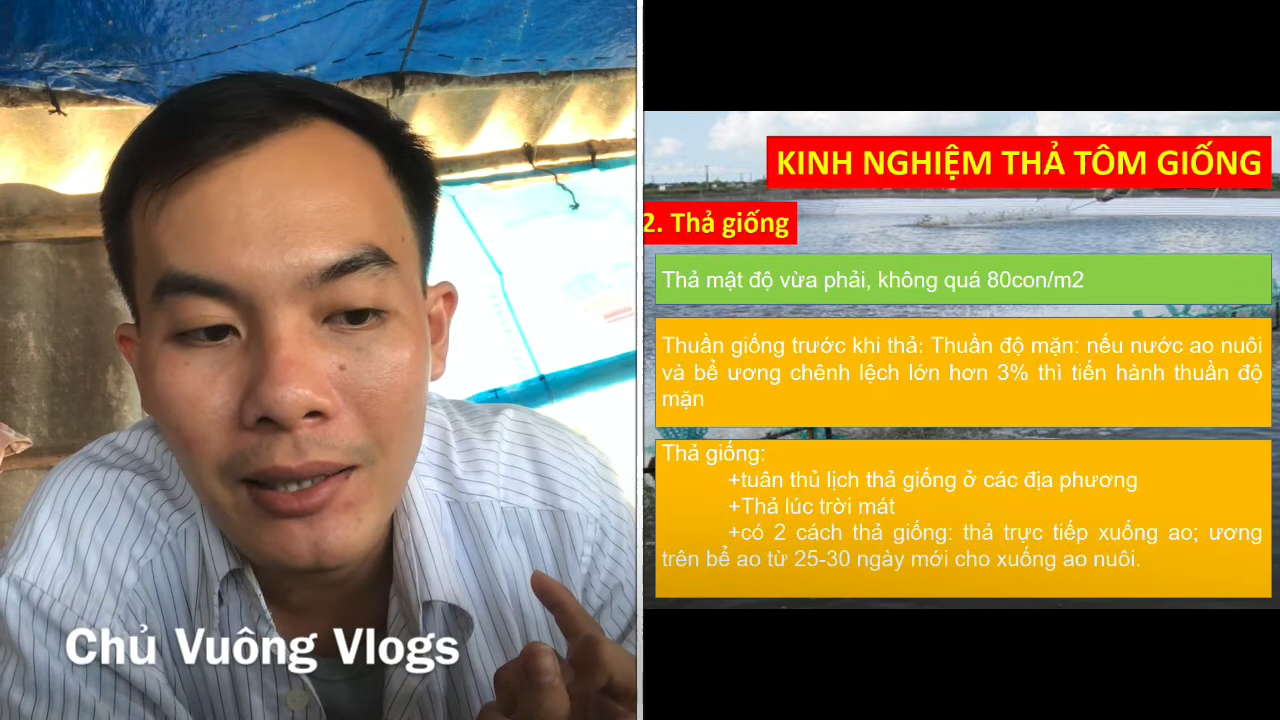 Chủ Vuông Vlogs
KINH NGHIỆM THẢ TÔM GIỐNG
2. Thả giống
Thả mật độ vừa phải, không quá 80con/m2
Thuần giống trước khi thả: Thuần độ mặn: nếu nước ao nuôi
và bể ương chênh lệch lớn hơn 3% thì tiến hành thuần độ
mặn
Thả giống:
+tuân thủ lịch thả giống ở các địa phương
+Thả lúc trời mát
+có 2 cách thả giống: thả trực tiếp xuống ao; ương
trên bể ao từ 25-30 ngày mới cho xuống ao nuôi.